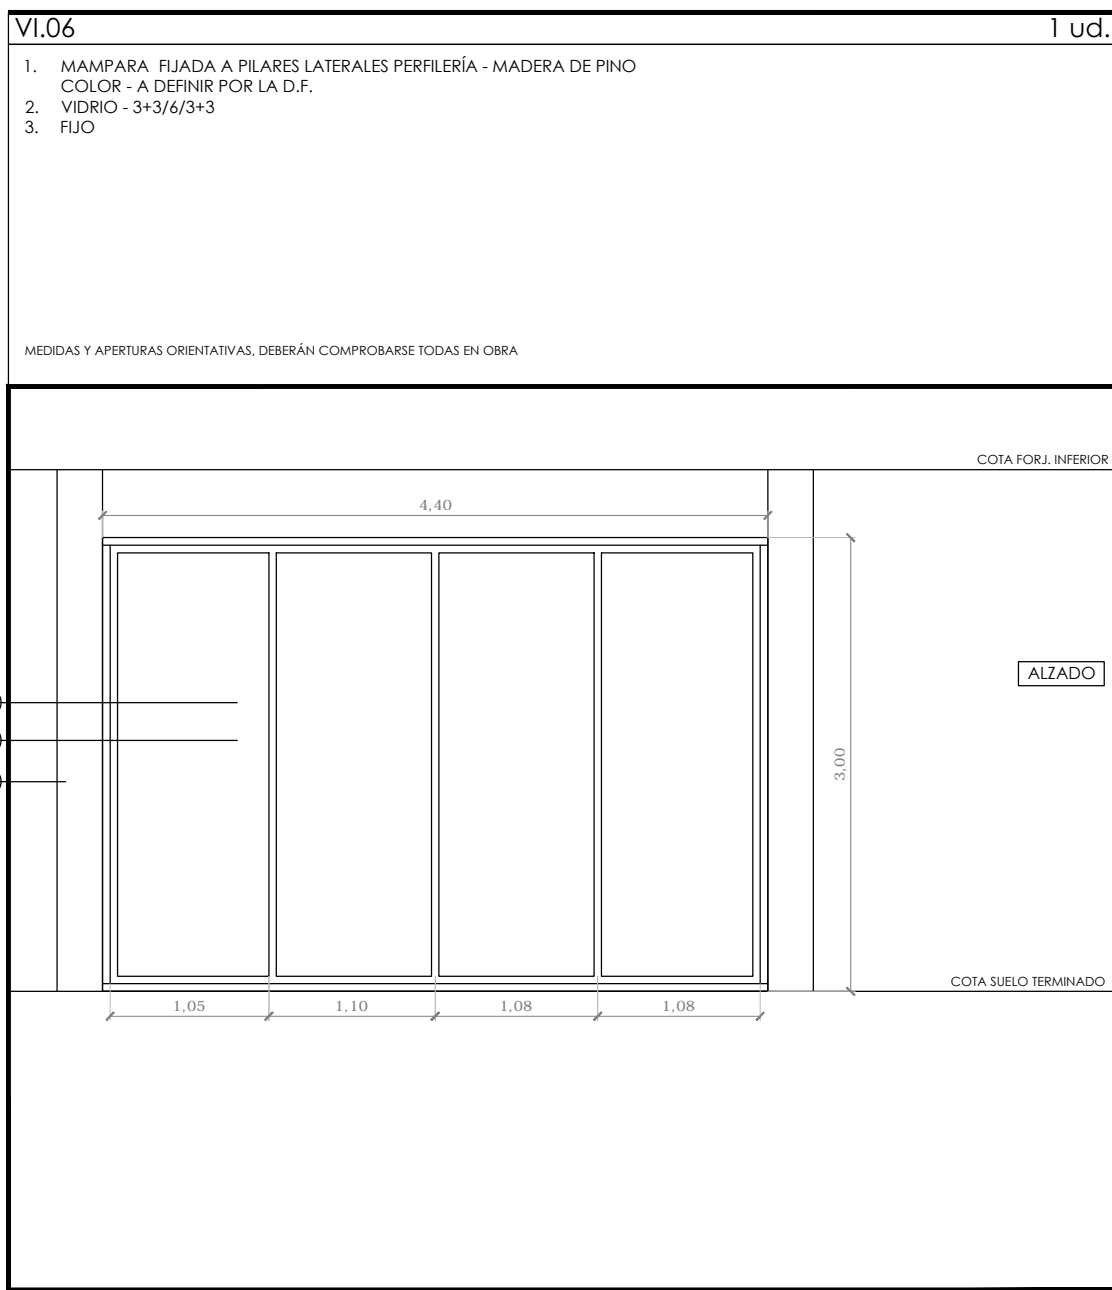 VI.06 1 ud.
1. MAMPARA FIJADA A PILARES LATERALES PERFILERÍA - MADERA DE PINO
COLOR - A DEFINIR POR LA D.F.
2. VIDRIO - 3+3/6/3+3
3. FIJO
MEDIDAS Y APERTURAS ORIENTATIVAS, DEBERÁN COMPROBARSE TODAS EN OBRA
COTA FORJ. INFERIOR
4,40
ALZADO
3,00
COTA SUELO TERMINADO
1,05 1,10 1,08 1,08